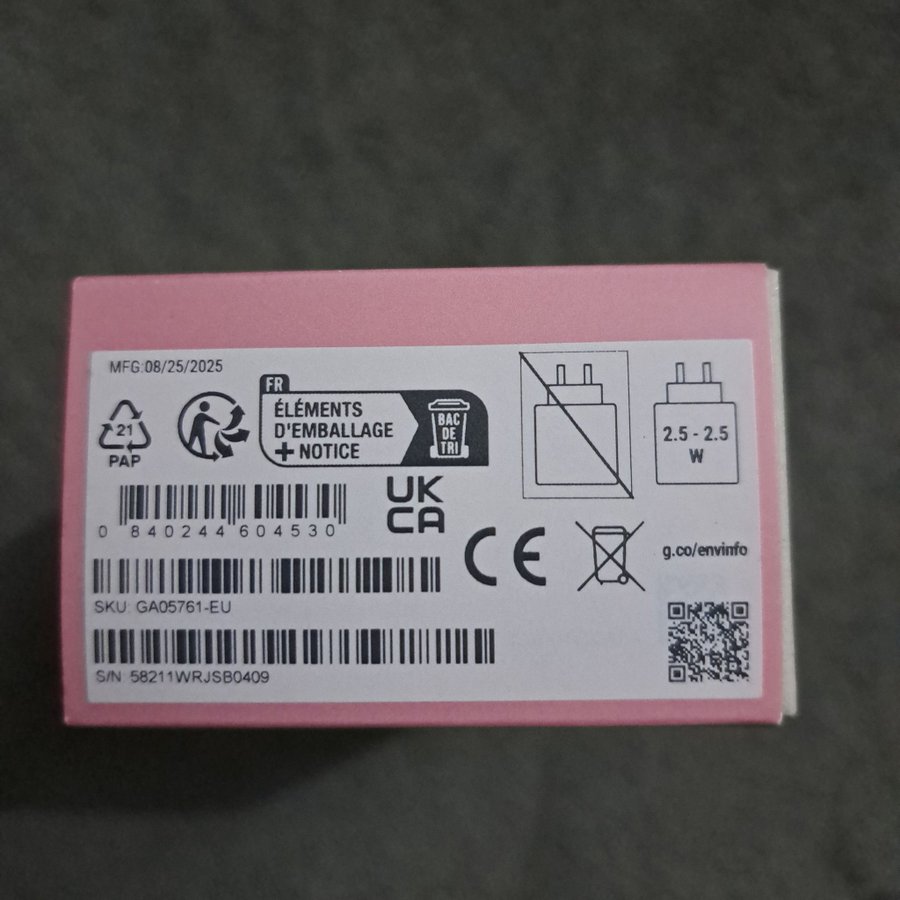 MFG:08/25/2025
21
PAP
FR
ÉLÉMENTS
D'EMBALLAGE
+ NOTICE
BAC
DE
TRI
2.5 - 2.5
W
0 840244 604530
UK
CA
CE
g.co/envinfo
SKU: GA05761-EU
S/N 58211WRJSB0409